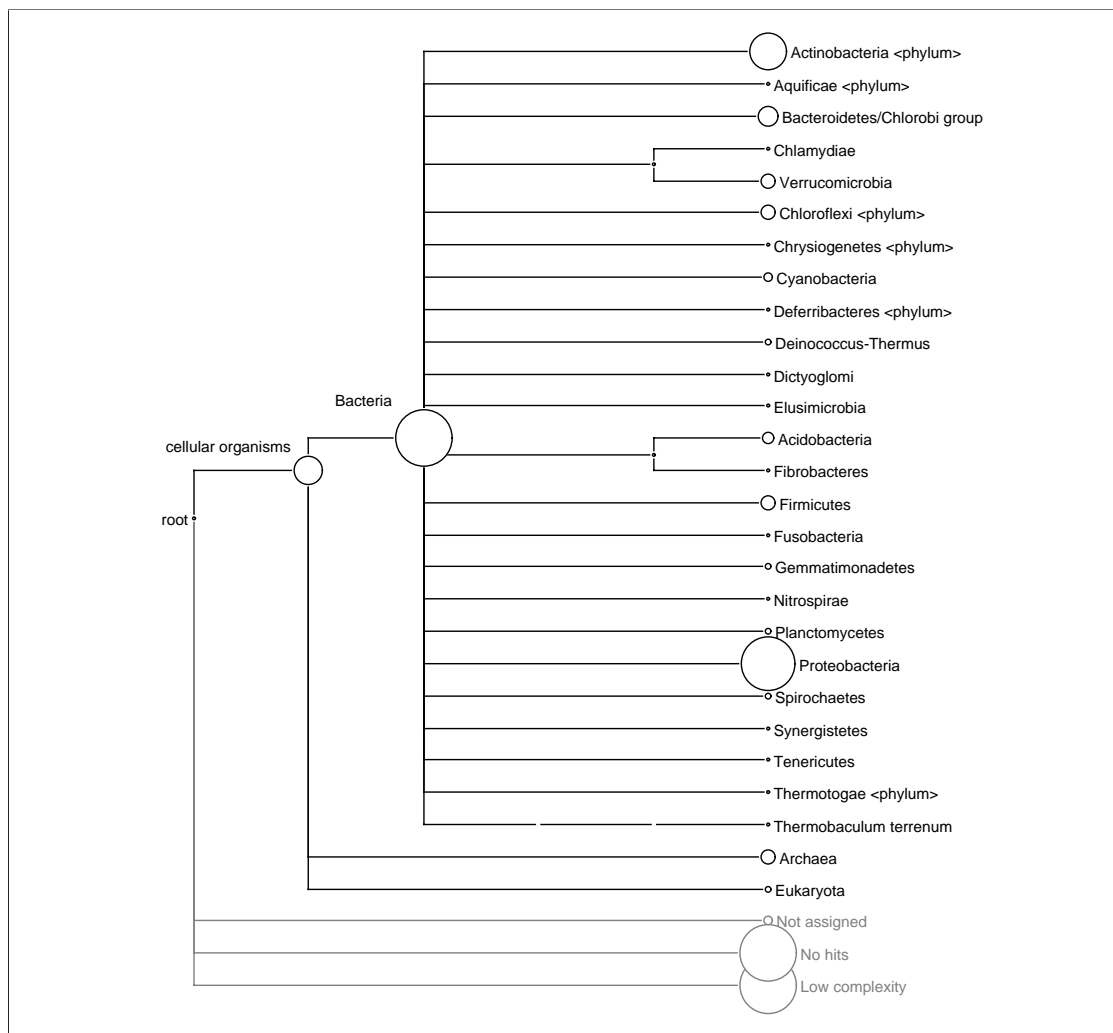 Actinobacteria <phylum>
Aquificae <phylum>
Bacteroidetes/Chlorobi group
Chlamydiae
Verrucomicrobia
Chloroflexi <phylum>
Chrysiogenetes <phylum>
Cyanobacteria
Deferribacteres <phylum>
Deinococcus-Thermus
Dictyoglomi
Bacteria
Elusimicrobia
Acidobacteria
cellular organisms
Fibrobacteres
Firmicutes
root
Fusobacteria
Gemmatimonadetes
Nitrospirae
Planctomycetes
Proteobacteria
Spirochaetes
Synergistetes
Tenericutes
Thermotogae <phylum>
Thermobaculum terrenum
Archaea
Eukaryota
Not assigned
No hits
Low complexity